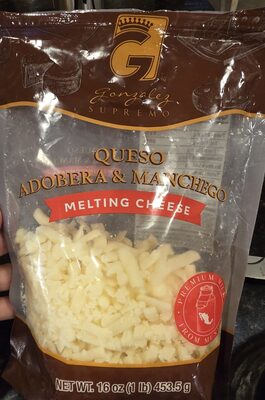 G
Gonzalez
SUPREMO
QUESO
ADOBERA & MANCHEGO
MELTING CHEESE
PREMIUM
FROM
NET WT. 16 oz (1 lb) 453.5 g